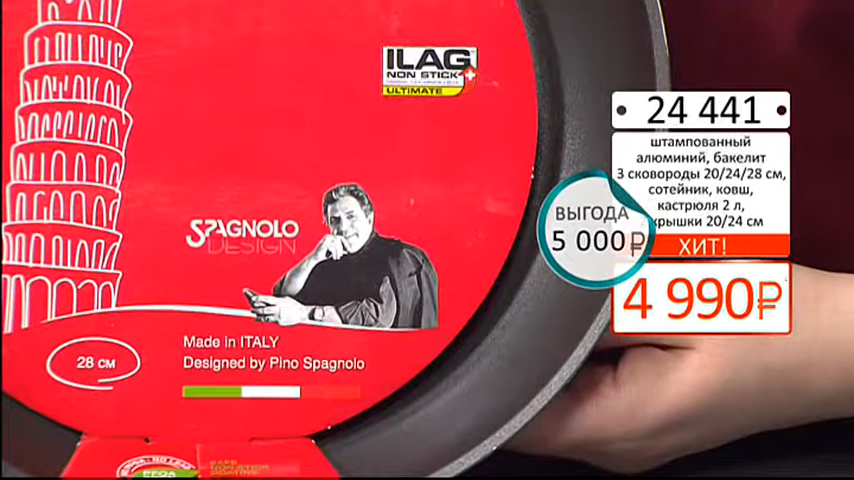 ILAG
NON STICK
ULTIMATE
24 441
штампованный
алюминий, бакелит
3 сковороды 20/24/28 см,
сотейник, ковш,
кастрюля 2 л,
крышки 20/24 см
ХИТ!
ВЫГОДА
5 000₽
4 990₽
SPAGNOLO
DESIGN
28 см
Made in ITALY
Designed by Pino Spagnolo